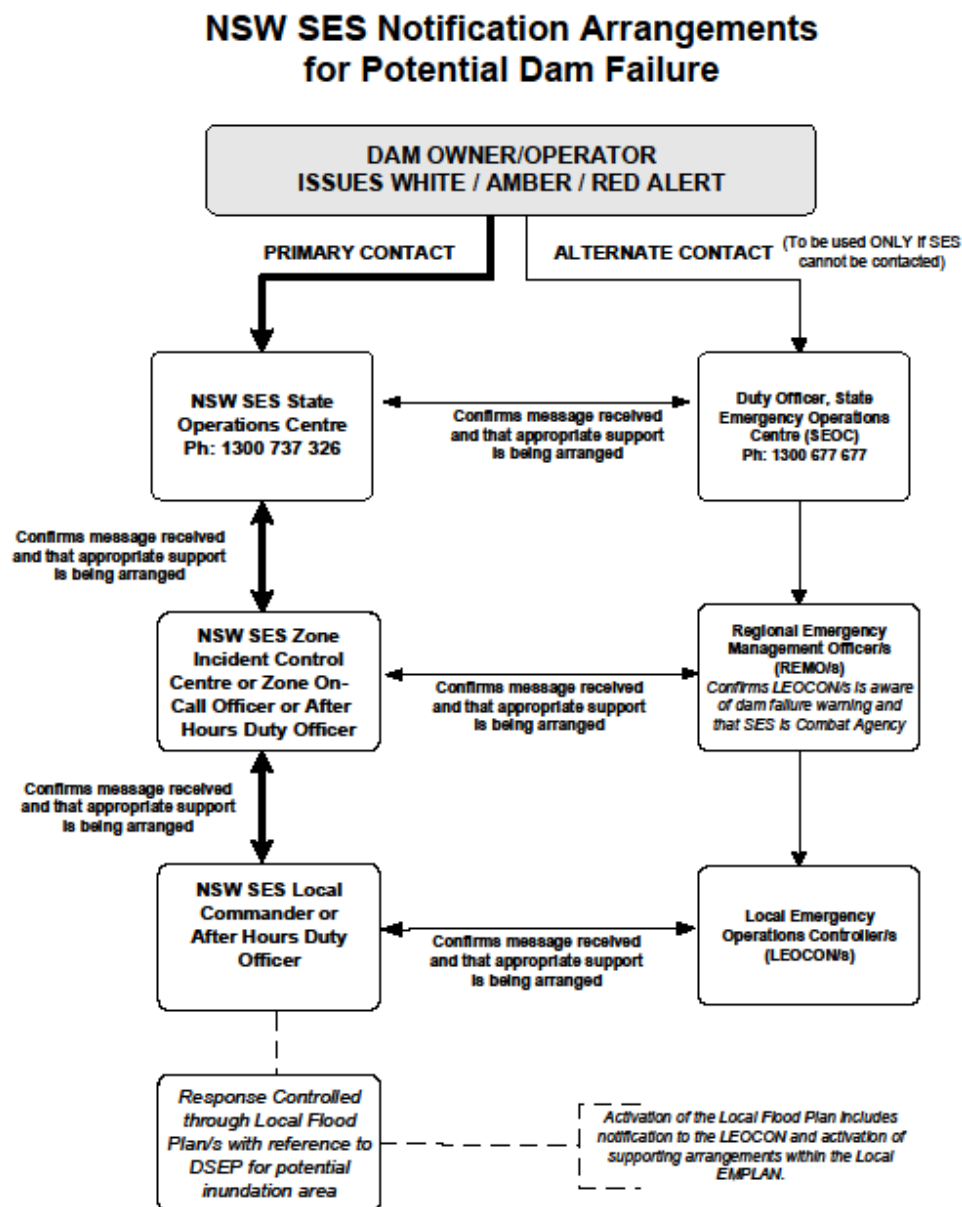 NSW SES Notification Arrangements
for Potential Dam Failure
DAM OWNER/OPERATOR
ISSUES WHITE / AMBER / RED ALERT
PRIMARY CONTACT
ALTERNATE CONTACT
(To be used ONLY if SES
cannot be contacted)
NSW SES State
Operations Centre
Ph: 1300 737 326
Confirms message received
and that appropriate support
is being arranged
Duty Officer, State
Emergency Operations
Centre (SEOC)
Ph: 1300 677 677
Confirms message received
and that appropriate support
is being arranged
NSW SES Zone
Incident Control
Centre or Zone On-
Call Officer or After
Hours Duty Officer
Confirms message received
and that appropriate support
is being arranged
Regional Emergency
Management Officer/s
(REMO/s)
Confirms LEOCON/s is aware
of dam failure warning and
that SES is Combat Agency
Confirms message received
and that appropriate support
is being arranged
NSW SES Local
Commander or
After Hours Duty
Officer
Confirms message received
and that appropriate support
is being arranged
Local Emergency
Operations Controller/s
(LEOCON/s)
Response Controlled
through Local Flood
Plan/s with reference to
DSEP for potential
inundation area
Activation of the Local Flood Plan includes
notification to the LEOCON and activation of
supporting arrangements within the Local
EMPLAN.